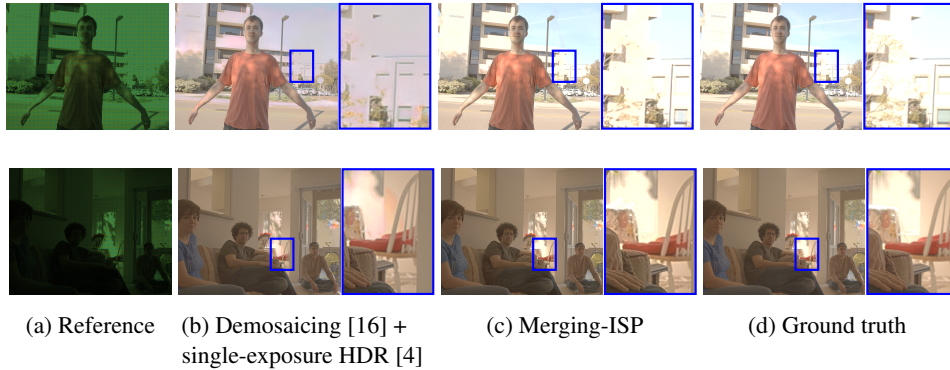 (a) Reference
(b) Demosaicing [16] +
single-exposure HDR [4]
(c) Merging-ISP
(d) Ground truth